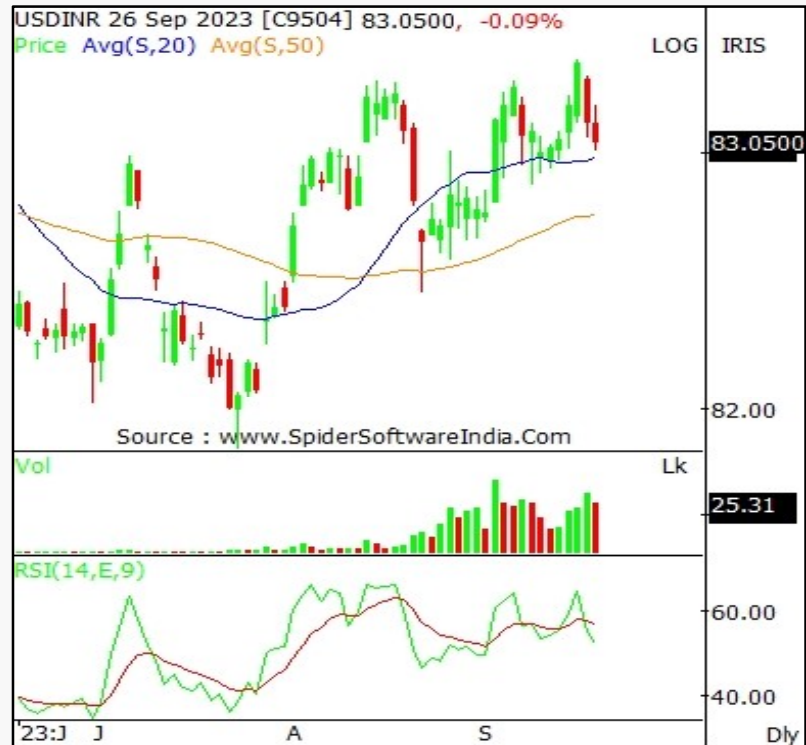 USDINR 26 Sep 2023 [C9504] 83.0500, -0.09%
Price Avg(S,20) Avg(S,50) LOG IRIS
83.0500
82.00
Source : www.SpiderSoftwareIndia.Com
Vol Lk
25.31
RSI(14,E,9)
60.00
40.00
'23:J J A S Dly